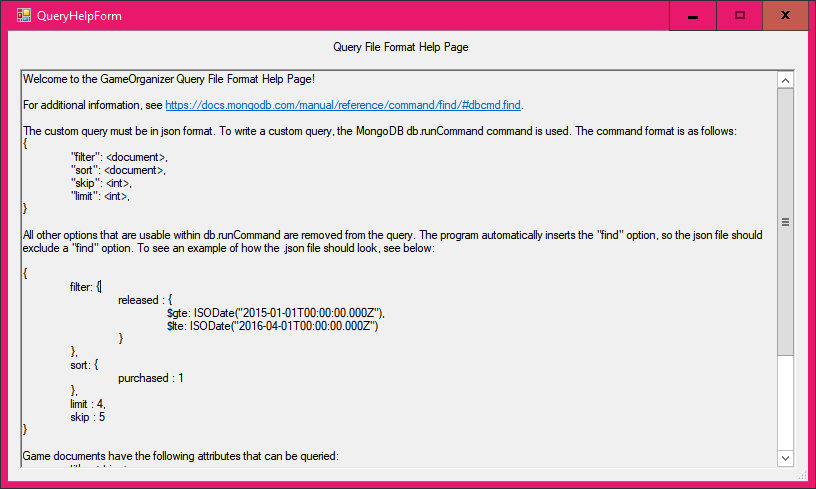 QueryHelpForm
Query File Format Help Page
Welcome to the GameOrganizer Query File Format Help Page!
For additional information, see https://docs.mongodb.com/manual/reference/command/find/#dbcmd.find.
The custom query must be in json format. To write a custom query, the MongoDB db.runCommand command is used. The command format is as follows:
{
"filter": <document>,
"sort": <document>,
"skip": <int>,
"limit": <int>,
}
All other options that are usable within db.runCommand are removed from the query. The program automatically inserts the "find" option, so the json file should
exclude a "find" option. To see an example of how the .json file should look, see below:
{
filter: {
released : {
$gte: ISODate("2015-01-01T00:00:00.000Z"),
$lte: ISODate("2016-04-01T00:00:00.000Z")
}
},
sort: {
purchased : 1
},
limit : 4,
skip : 5
}
Game documents have the following attributes that can be queried: